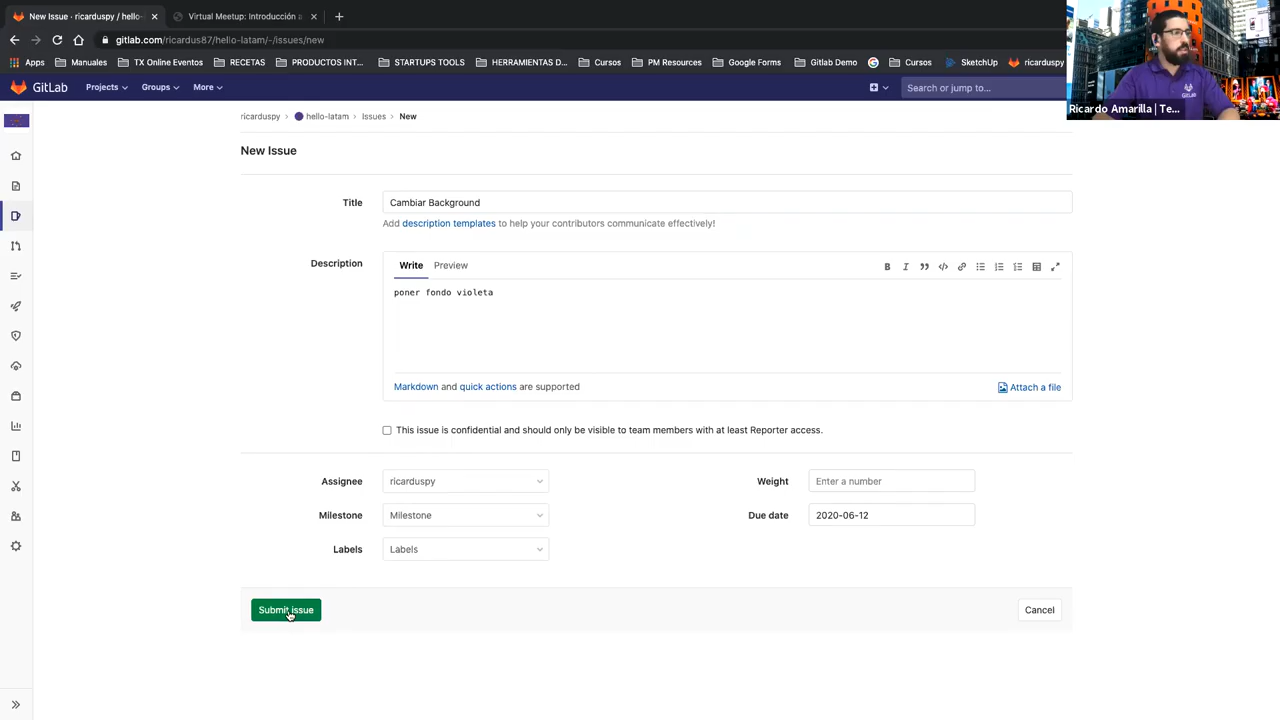 New Issue · ricarduspy / hello-
Virtual Meetup: Introducción a
gitlab.com/ricardus87/hello-latam/-/issues/new
Apps
Manuales
TX Online Eventos
RECETAS
PRODUCTOS INT...
STARTUPS TOOLS
HERRAMIENTAS D...
Cursos
PM Resources
Google Forms
Gitlab Demo
Cursos
SketchUp
ricarduspy
Ricardo Amarilla | Te...
GitLab
Projects
Groups
More
Search or jump to...
ricarduspy › hello-latam › Issues › New
New Issue
Title
Cambiar Background
Add description templates to help your contributors communicate effectively!
Description
Write Preview
poner fondo violeta
Markdown and quick actions are supported
Attach a file
This issue is confidential and should only be visible to team members with at least Reporter access.
Assignee
ricarduspy
Weight
Enter a number
Milestone
Milestone
Due date
2020-06-12
Labels
Labels
Submit issue
Cancel